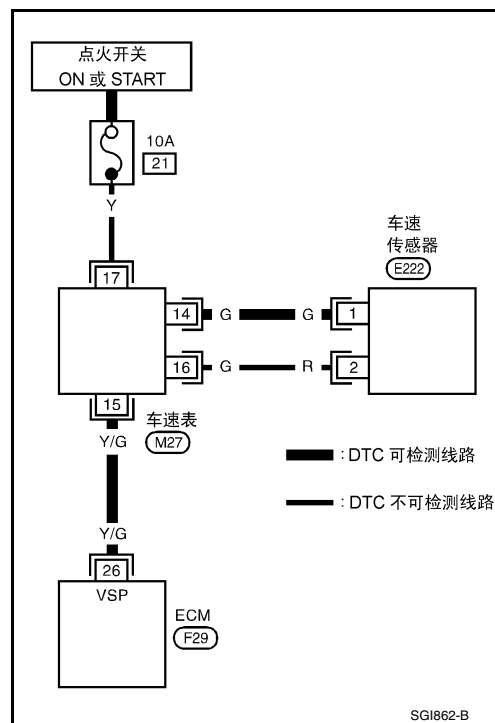 点火开关
ON 或 START
10A
21
Y
17
车速
传感器
E222
14 G G 1
16 G R 2
15
车速表
M27
Y/G
:DTC 可检测线路
:DTC 不可检测线路
Y/G
26
VSP
ECM
F29
SGI862-B